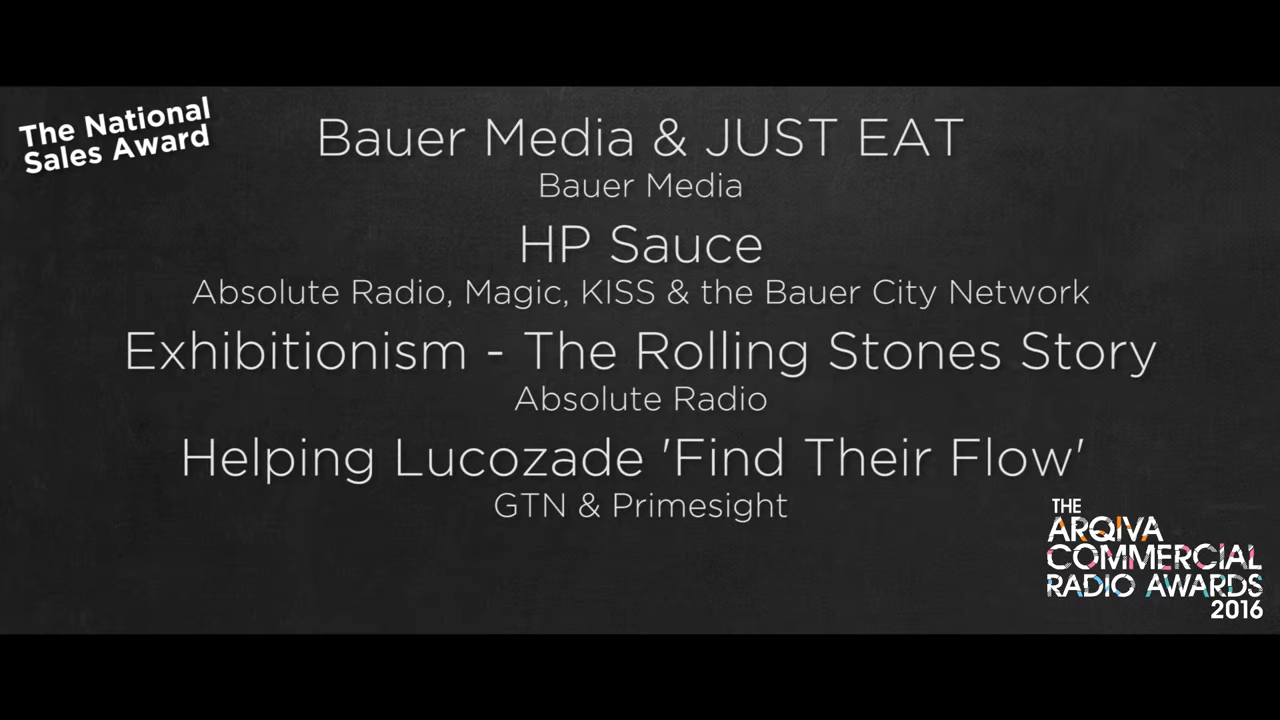 The National
Sales Award
Bauer Media & JUST EAT
Bauer Media
HP Sauce
Absolute Radio, Magic, KISS & the Bauer City Network
Exhibitionism - The Rolling Stones Story
Absolute Radio
Helping Lucozade 'Find Their Flow'
GTN & Primesight
THE
ARQIVA
COMMERCIAL
RADIO AWARDS
2016